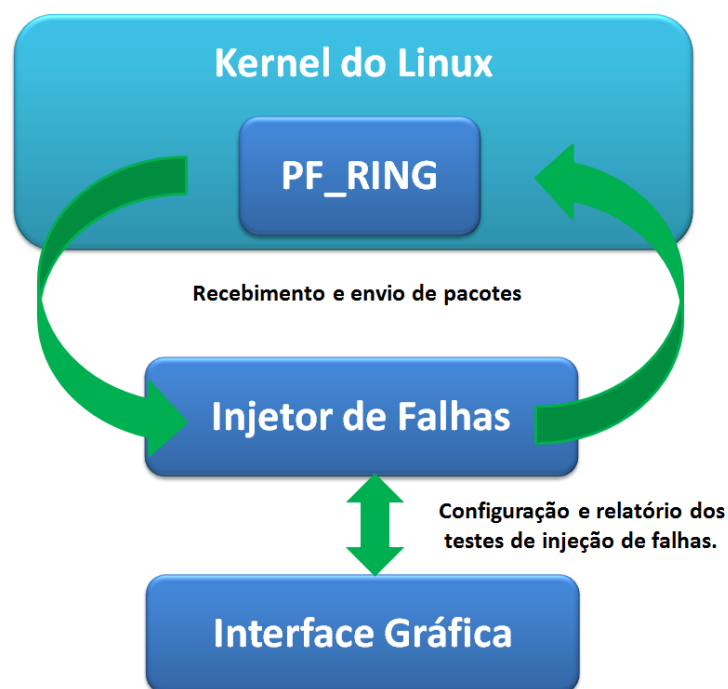 Kernel do Linux
PF_RING
Recebimento e envio de pacotes
Injetor de Falhas
Configuração e relatório dos
testes de injeção de falhas.
Interface Gráfica